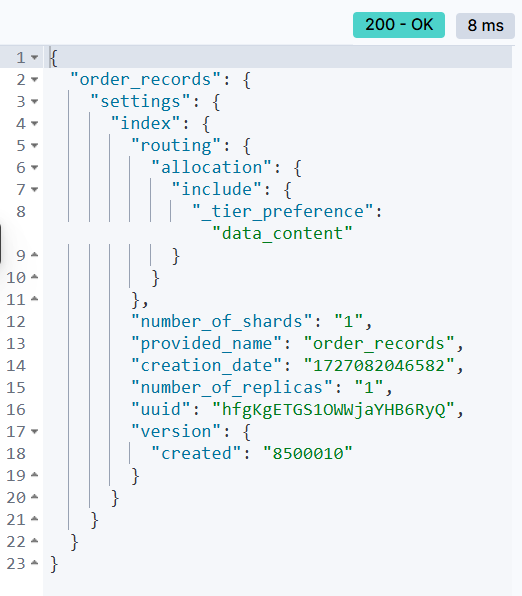 200 - OK 8 ms
1 {
2 "order_records": {
3 "settings": {
4 "index": {
5 "routing": {
6 "allocation": {
7 "include": {
8 "_tier_preference":
"data_content"
9 }
10 }
11 },
12 "number_of_shards": "1",
13 "provided_name": "order_records",
14 "creation_date": "1727082046582",
15 "number_of_replicas": "1",
16 "uuid": "hfgKgETGS1OWWjaYHB6RyQ",
17 "version": {
18 "created": "8500010"
19 }
20 }
21 }
22 }
23 }